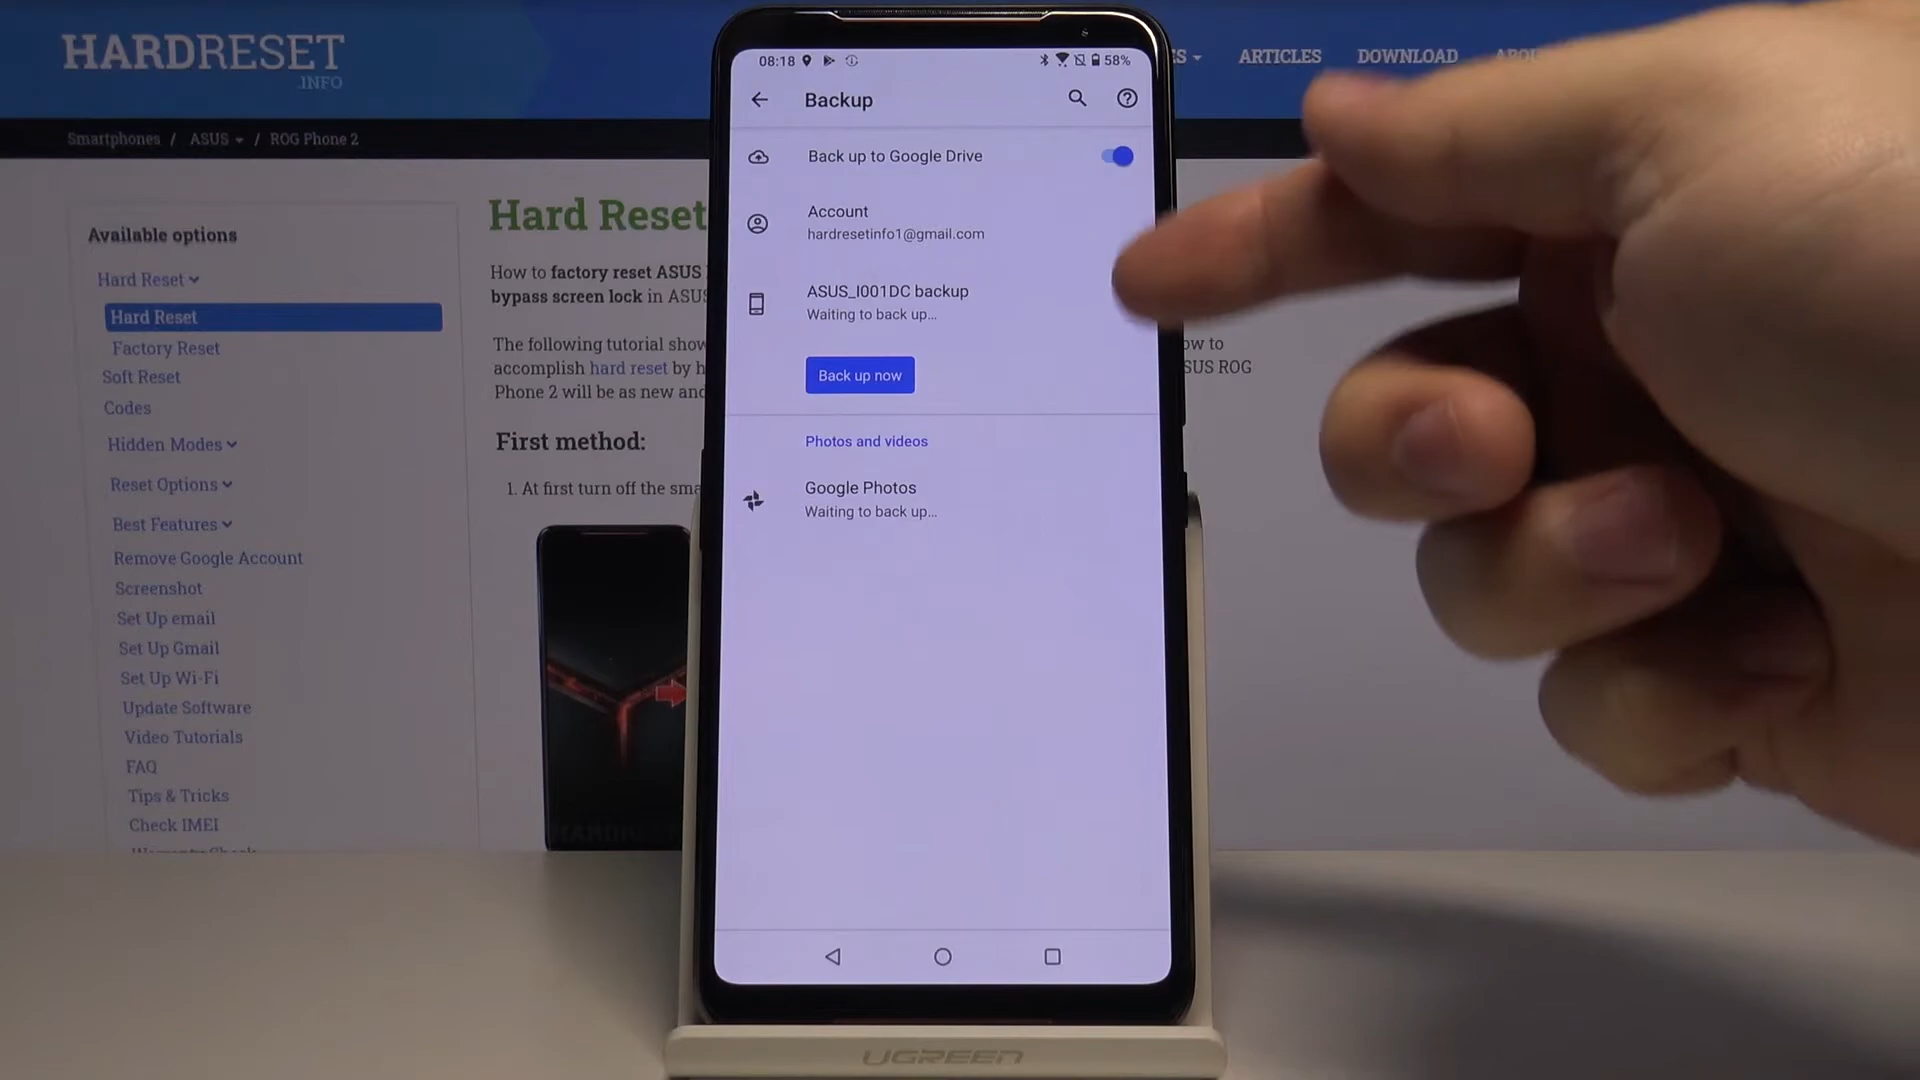 HARDRESET
.INFO
ARTICLES
DOWNLOAD
Smartphones / ASUS / ROG Phone 2
Available options
Hard Reset
Hard Reset
Factory Reset
Soft Reset
Codes
Hidden Modes
Reset Options
Best Features
Remove Google Account
Screenshot
Set Up email
Set Up Gmail
Set Up Wi-Fi
Update Software
Video Tutorials
FAQ
Tips & Tricks
Check IMEI
Hard Reset
How to factory reset ASUS
bypass screen lock in ASUS
The following tutorial
accomplish hard reset by
Phone 2 will be as new and
how to
ASUS ROG
First method:
1. At first turn off the
08:18
58%
Backup
Back up to Google Drive
Account
hardresetinfo1@gmail.com
ASUS_I001DC backup
Waiting to back up...
Back up now
Photos and videos
Google Photos
Waiting to back up...
UGREEN